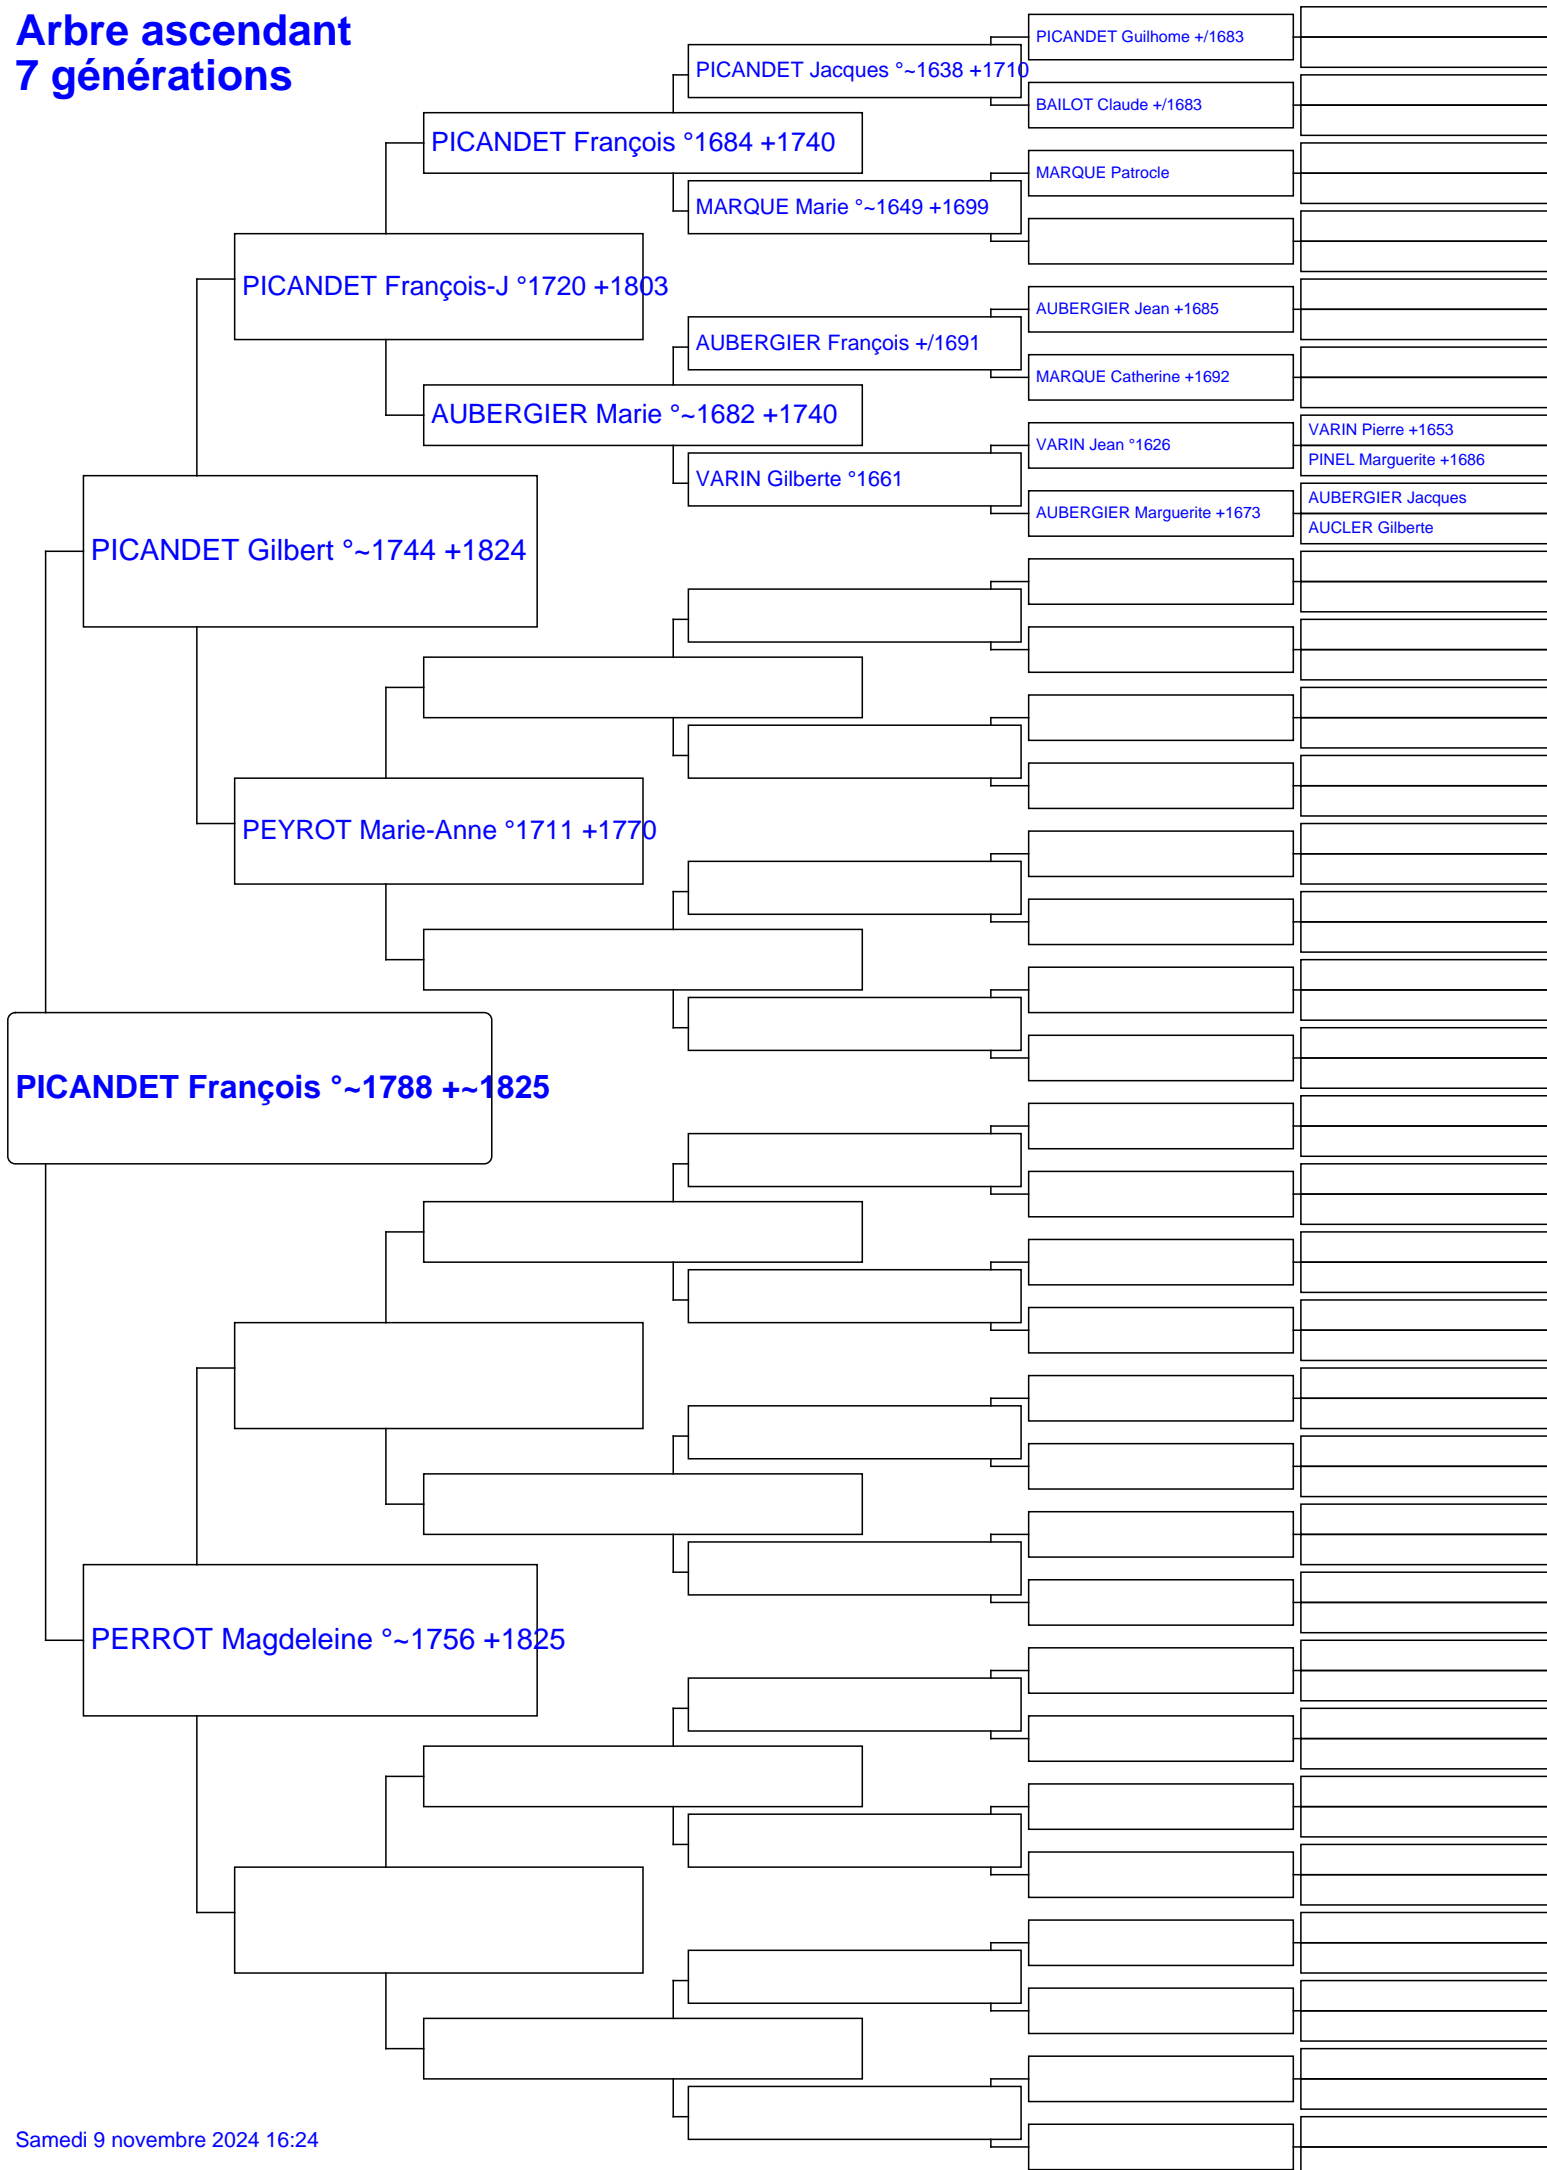 Arbre ascendant
7 générations
PICANDET Guilhome +/1683
PICANDET Jacques °~1638 +1710
BAILOT Claude +/1683
PICANDET François °1684 +1740
MARQUE Patrocle
MARQUE Marie °~1649 +1699
PICANDET François-J °1720 +1803
AUBERGIER Jean +1685
AUBERGIER François +/1691
MARQUE Catherine +1692
AUBERGIER Marie °~1682 +1740
VARIN Pierre +1653
VARIN Jean °1626
PINEL Marguerite +1686
VARIN Gilberte °1661
AUBERGIER Jacques
AUBERGIER Marguerite +1673
AUCLER Gilberte
PICANDET Gilbert °~1744 +1824
PEYROT Marie-Anne °1711 +1770
PICANDET François °~1788 +~1825
PERROT Magdeleine °~1756 +1825
Samedi 9 novembre 2024 16:24